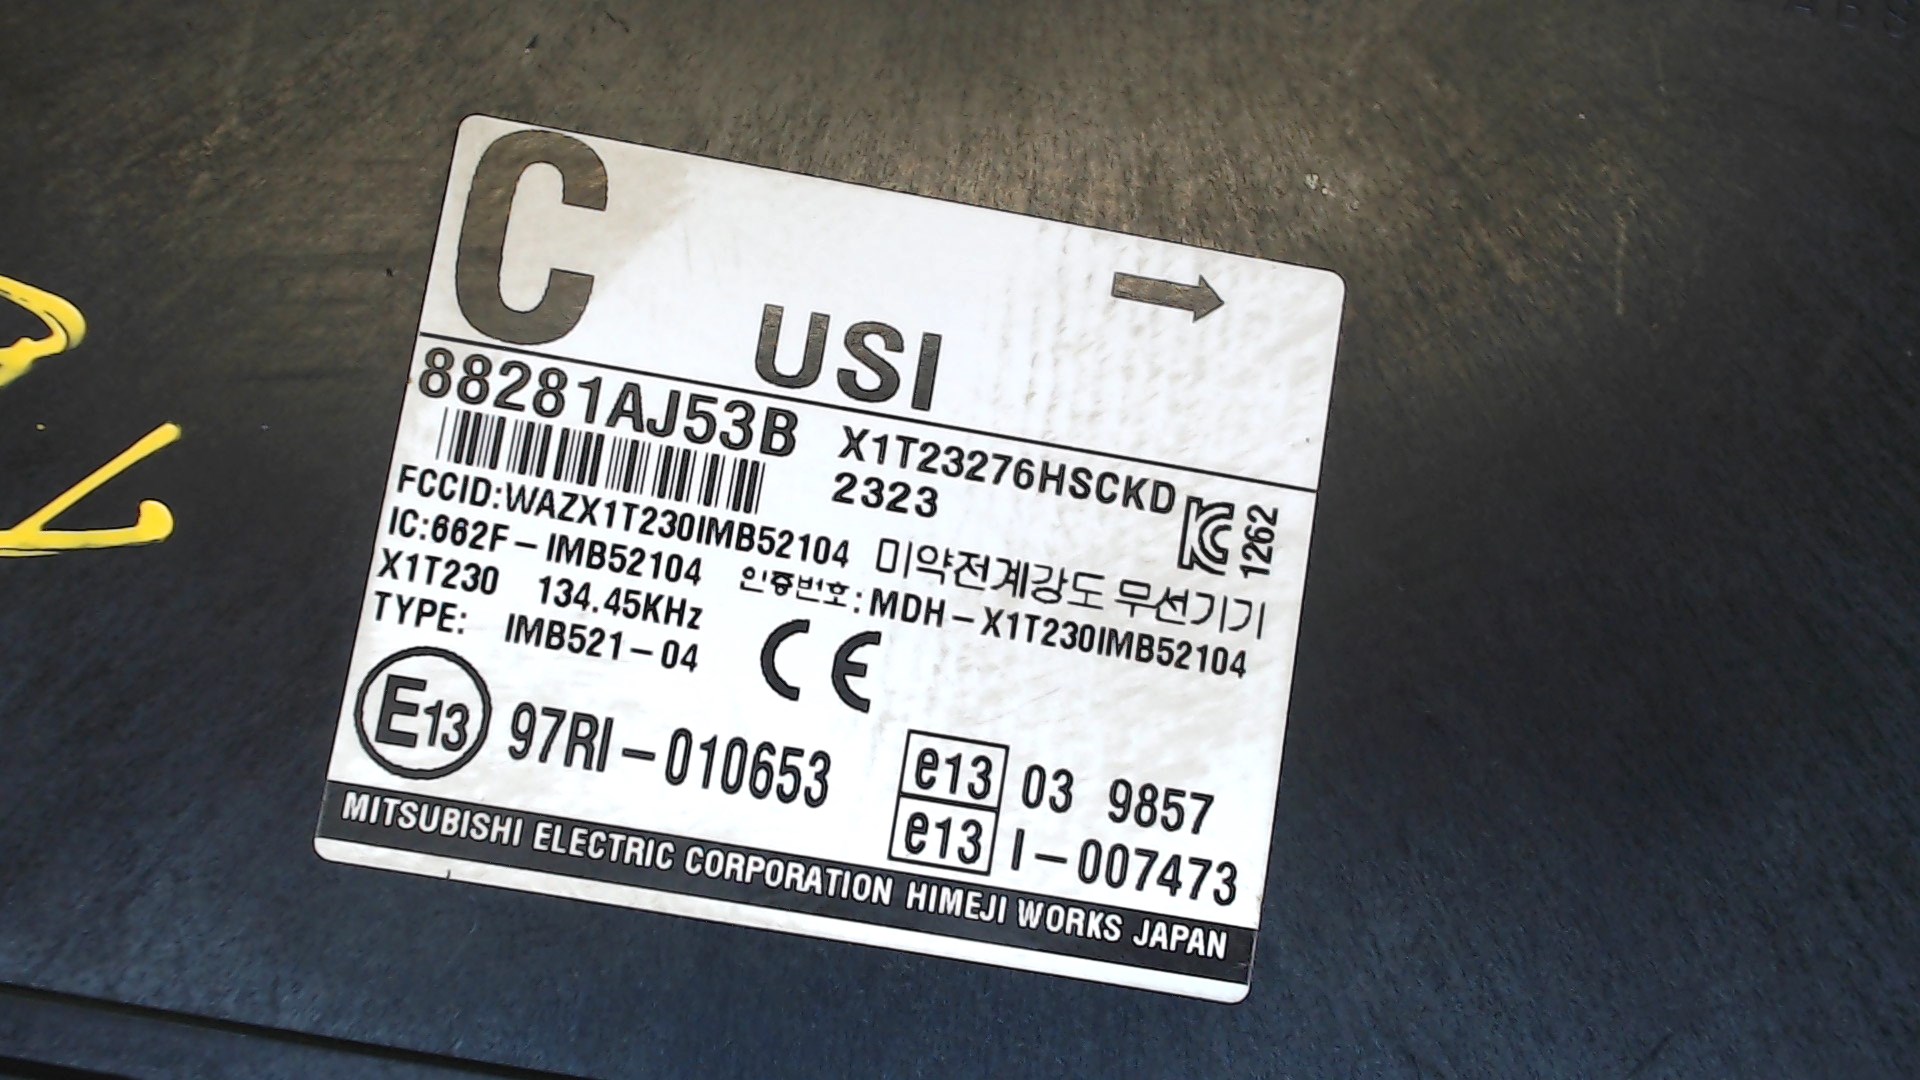 C
USI
88281AJ53B
X1T23276HSCKD
2323
FCCID:WAZX1T230IMB52104
IC:662F-IMB52104
미약전계강도 무선기기
1262
X1T230 134.45KHz
인증번호:MDH-X1T230IMB52104
TYPE: IMB521-04
CE
E13 97RI-010653
e13 03 9857
e13 I-007473
MITSUBISHI ELECTRIC CORPORATION HIMEJI WORKS JAPAN